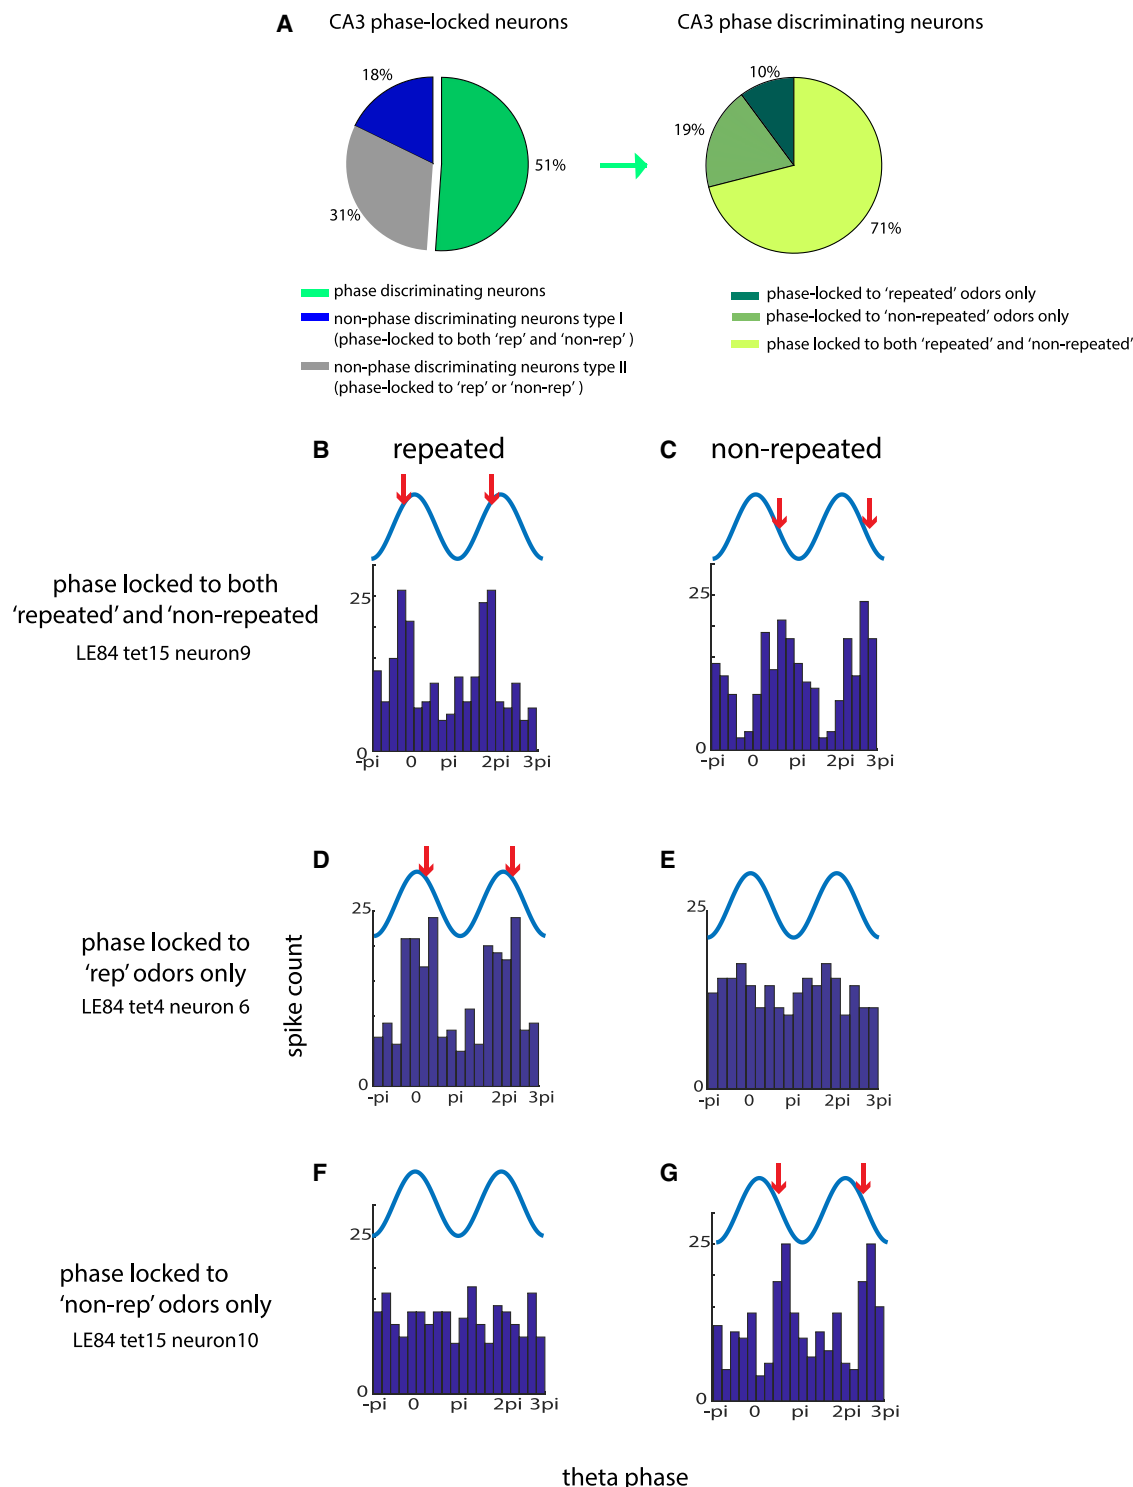 A CA3 phase-locked neurons
CA3 phase discriminating neurons
18%
51%
31%
10%
19%
71%
phase discriminating neurons
non-phase discriminating neurons type I
(phase-locked to both ‘rep’ and ‘non-rep’ )
non-phase discriminating neurons type II
(phase-locked to ‘rep’ or ‘non-rep’ )
phase-locked to ‘repeated’ odors only
phase-locked to ‘non-repeated’ odors only
phase locked to both ‘repeated’ and ‘non-repeated’
B repeated
C non-repeated
phase locked to both
‘repeated’ and ‘non-repeated
LE84 tet15 neuron9
25
0
-pi 0 pi 2pi 3pi
25
0
-pi 0 pi 2pi 3pi
D
E
phase locked to
‘rep’ odors only
LE84 tet4 neuron 6
spike count
25
0
-pi 0 pi 2pi 3pi
25
0
-pi 0 pi 2pi 3pi
F
G
phase locked to
‘non-rep’ odors only
LE84 tet15 neuron10
25
0
-pi 0 pi 2pi 3pi
25
0
-pi 0 pi 2pi 3pi
theta phase